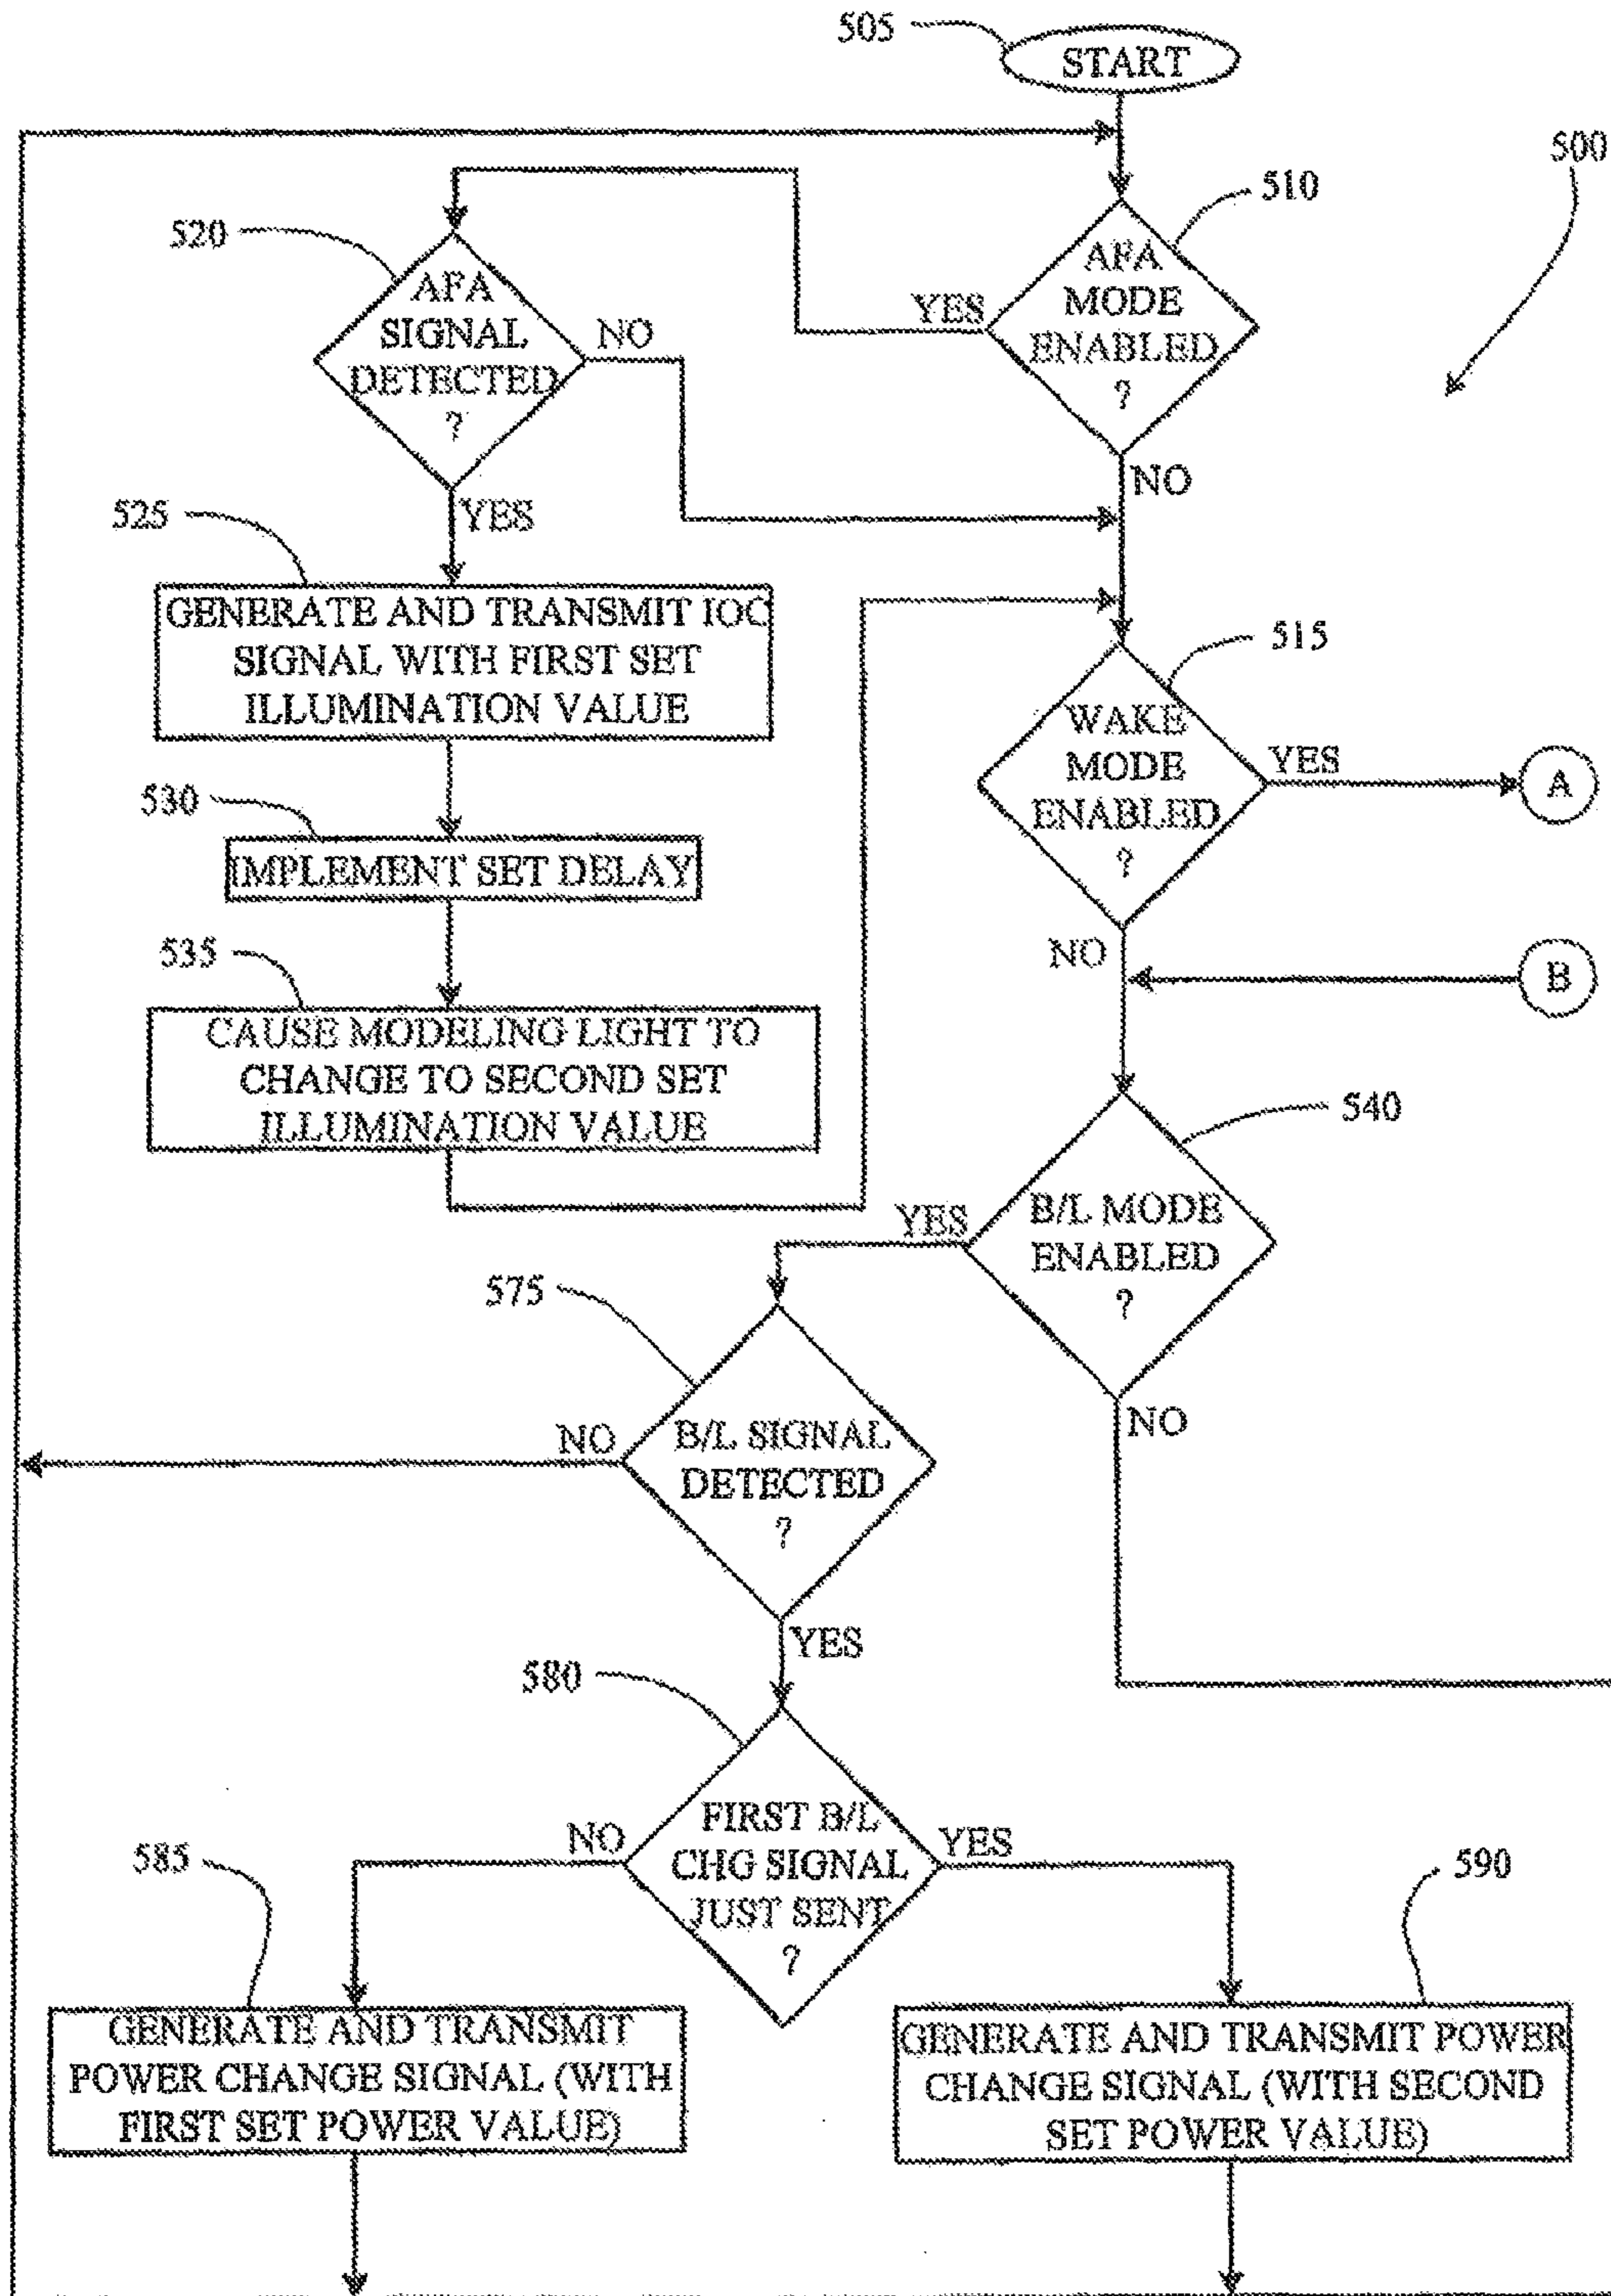 505
START
500
510
AFA
MODE
ENABLED
?
YES
NO
520
AFA
SIGNAL
DETECTED
?
NO
YES
525
GENERATE AND TRANSMIT IOC
SIGNAL WITH FIRST SET
ILLUMINATION VALUE
515
WAKE
MODE
ENABLED
?
YES
A
NO
B
530
IMPLEMENT SET DELAY
535
CAUSE MODELING LIGHT TO
CHANGE TO SECOND SET
ILLUMINATION VALUE
540
B/L MODE
ENABLED
?
YES
NO
575
B/L SIGNAL
DETECTED
?
NO
YES
580
FIRST B/L
CHG SIGNAL
JUST SENT
?
NO
YES
585
GENERATE AND TRANSMIT
POWER CHANGE SIGNAL (WITH
FIRST SET POWER VALUE)
590
GENERATE AND TRANSMIT POWER
CHANGE SIGNAL (WITH SECOND
SET POWER VALUE)